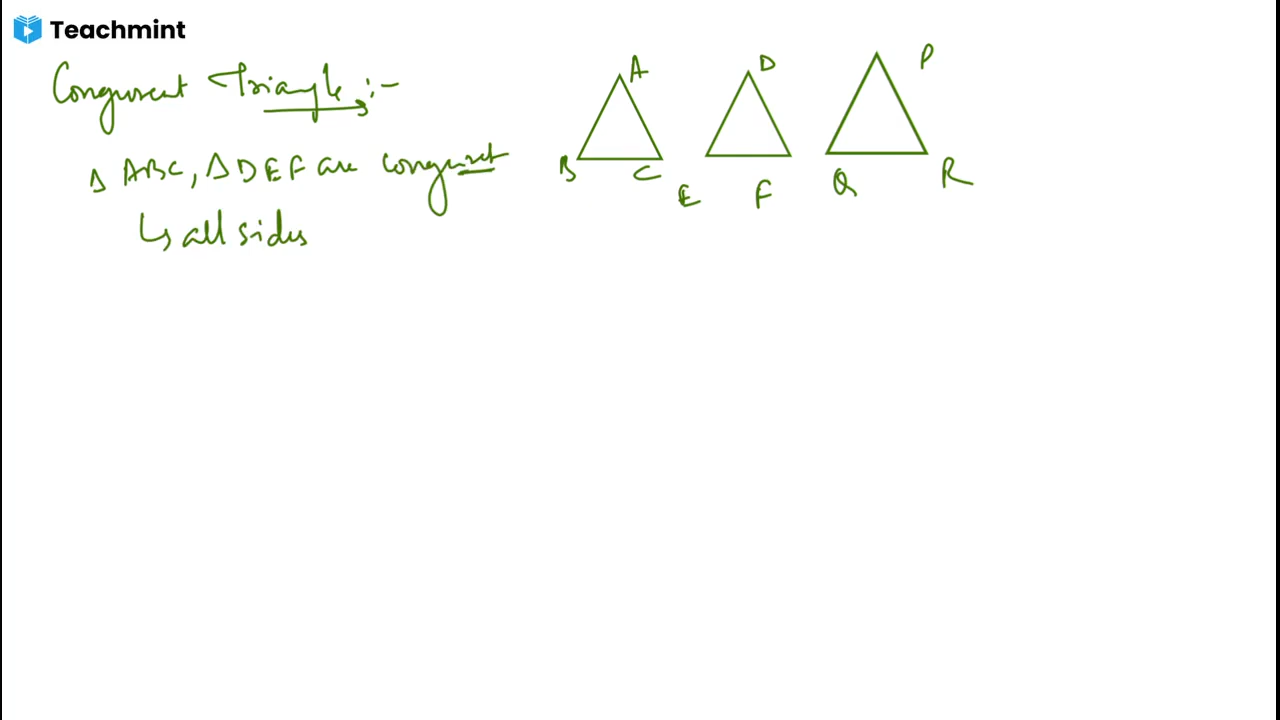 Teachmint
Congruent Triangle :-
Δ ABC, Δ DEF are congruent
↳ all sides
A
B
C
D
E
F
P
Q
R